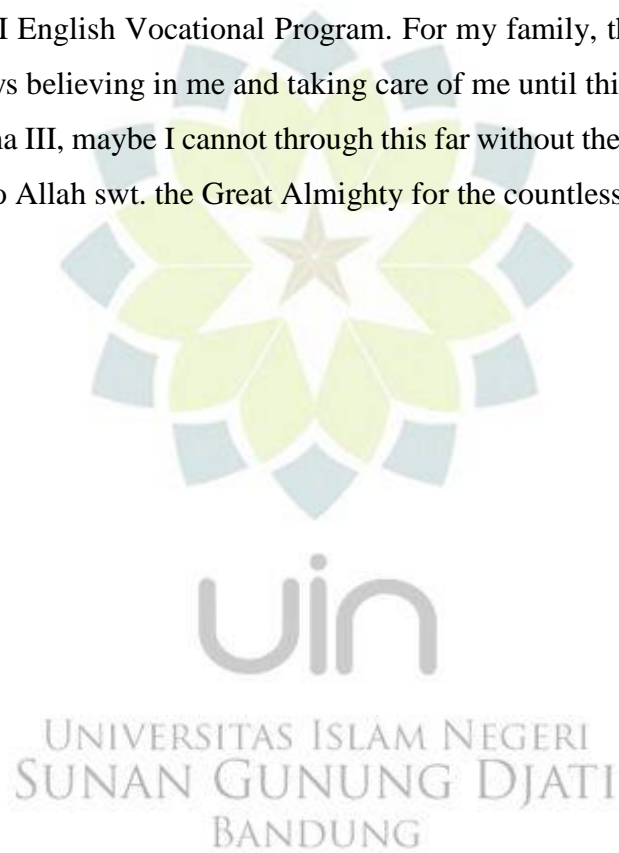 I English Vocational Program. For my family, th
ys believing in me and taking care of me until thi
na III, maybe I cannot through this far without the
o Allah swt. the Great Almighty for the countless
uin
UNIVERSITAS ISLAM NEGERI
SUNAN GUNUNG DJATI
BANDUNG